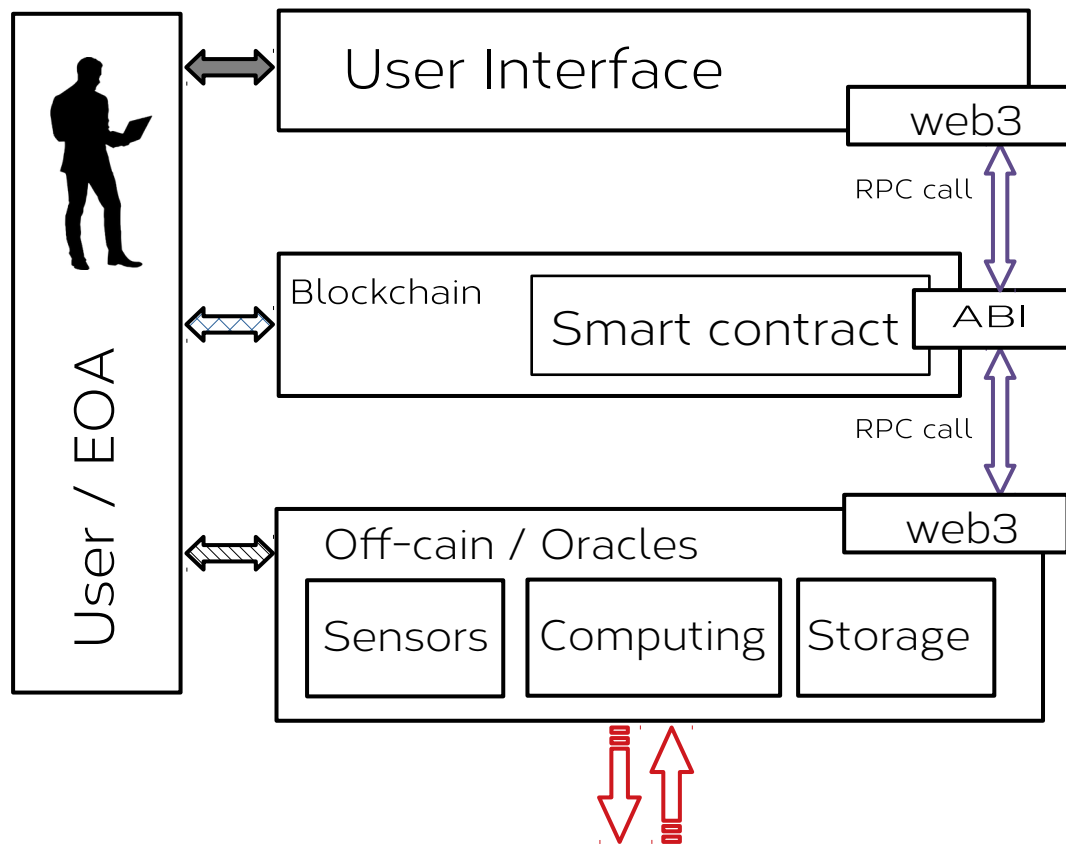 User / EOA
User Interface
web3
RPC call
Blockchain
Smart contract
ABI
RPC call
web3
Off-cain / Oracles
Sensors
Computing
Storage